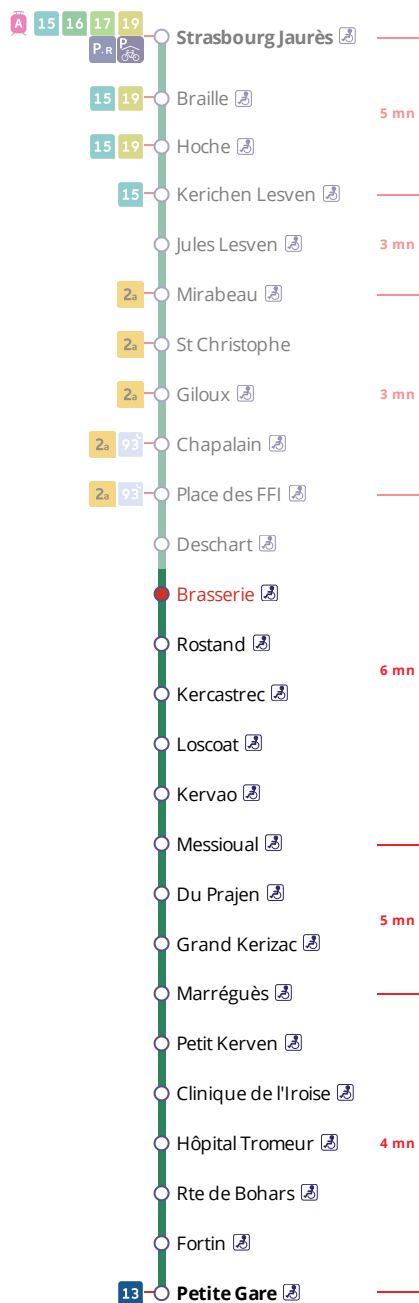 A 15 16 17 19 P+R P Strasbourg Jaurès
15 19 Braille
5 mn
15 19 Hoche
15 Kerichen Lesven
Jules Lesven 3 mn
2a Mirabeau
2a St Christophe
2a Giloux 3 mn
2a 93 Chapalain
2a 93 Place des FFI
Deschart
Brasserie
Rostand
6 mn
Kercastrec
Loscoat
Kervao
Messioual
Du Prajen
5 mn
Grand Kerizac
Marréguès
Petit Kerven
Clinique de l'Iroise
Hôpital Tromeur 4 mn
Rte de Bohars
Fortin
13 Petite Gare